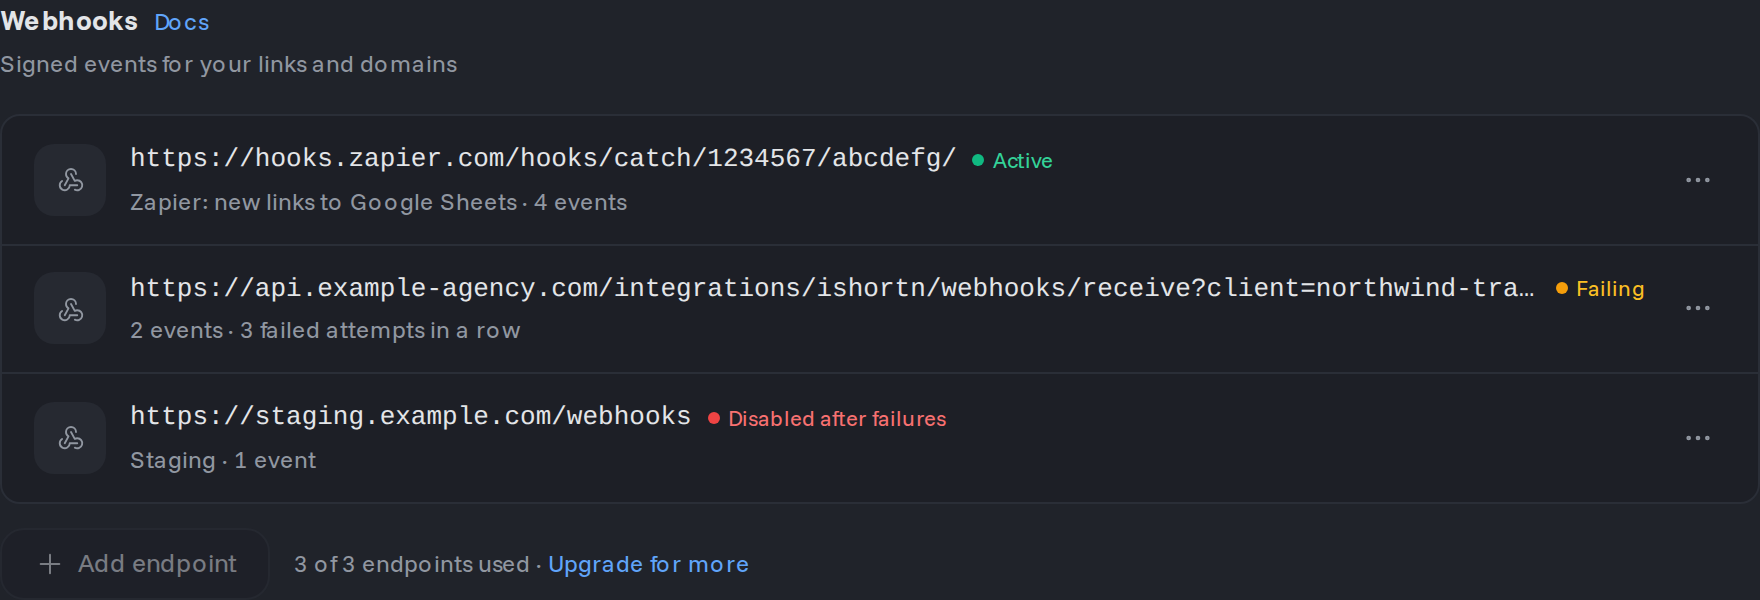 Webhooks Docs
Signed events for your links and domains
https://hooks.zapier.com/hooks/catch/1234567/abcdefg/ Active
Zapier: new links to Google Sheets · 4 events
https://api.example-agency.com/integrations/ishortn/webhooks/receive?client=northwind-tra… Failing
2 events · 3 failed attempts in a row
https://staging.example.com/webhooks Disabled after failures
Staging · 1 event
Add endpoint 3 of 3 endpoints used · Upgrade for more